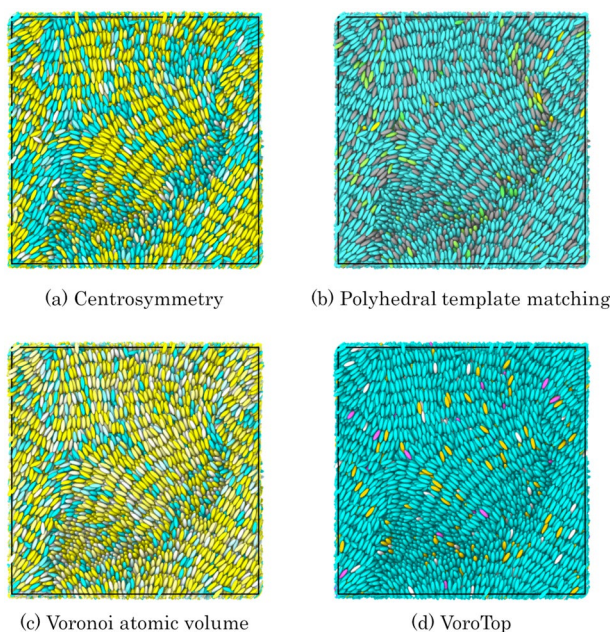 (a) Centrosymmetry
(b) Polyhedral template matching
(c) Voronoi atomic volume
(d) VoroTop